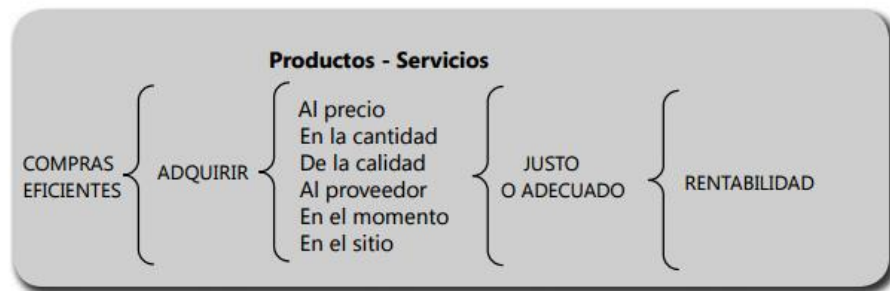 Productos - Servicios
COMPRAS
EFICIENTES
ADQUIRIR
Al precio
En la cantidad
De la calidad
Al proveedor
En el momento
En el sitio
JUSTO
O ADECUADO
RENTABILIDAD